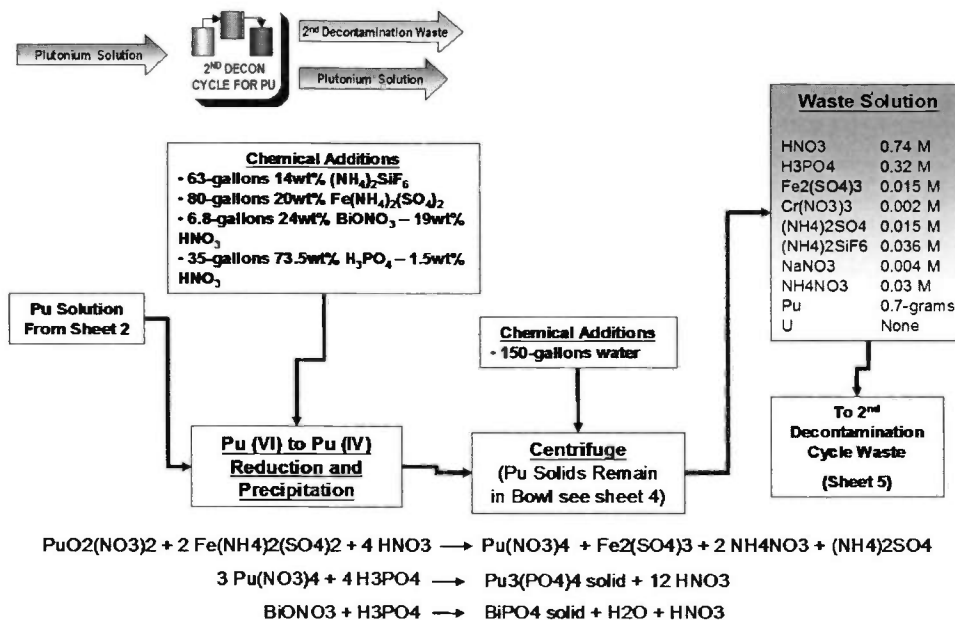 Plutonium Solution
2ND DECON
CYCLE FOR PU
2nd Decontamination Waste
Plutonium Solution
Chemical Additions
- 63-gallons 14wt% (NH4)2SiF6
- 80-gallons 20wt% Fe(NH4)2(SO4)2
- 6.8-gallons 24wt% BiONO3 – 19wt%
HNO3
- 35-gallons 73.5wt% H3PO4 – 1.5wt%
HNO3
Pu Solution
From Sheet 2
Pu (VI) to Pu (IV)
Reduction and
Precipitation
Chemical Additions
- 150-gallons water
Centrifuge
(Pu Solids Remain
in Bowl see sheet 4)
Waste Solution
HNO3 0.74 M
H3PO4 0.32 M
Fe2(SO4)3 0.015 M
Cr(NO3)3 0.002 M
(NH4)2SO4 0.015 M
(NH4)2SiF6 0.036 M
NaNO3 0.004 M
NH4NO3 0.03 M
Pu 0.7-grams
U None
To 2nd
Decontamination
Cycle Waste
(Sheet 5)
PuO2(NO3)2 + 2 Fe(NH4)2(SO4)2 + 4 HNO3 → Pu(NO3)4 + Fe2(SO4)3 + 2 NH4NO3 + (NH4)2SO4
3 Pu(NO3)4 + 4 H3PO4 → Pu3(PO4)4 solid + 12 HNO3
BiONO3 + H3PO4 → BiPO4 solid + H2O + HNO3